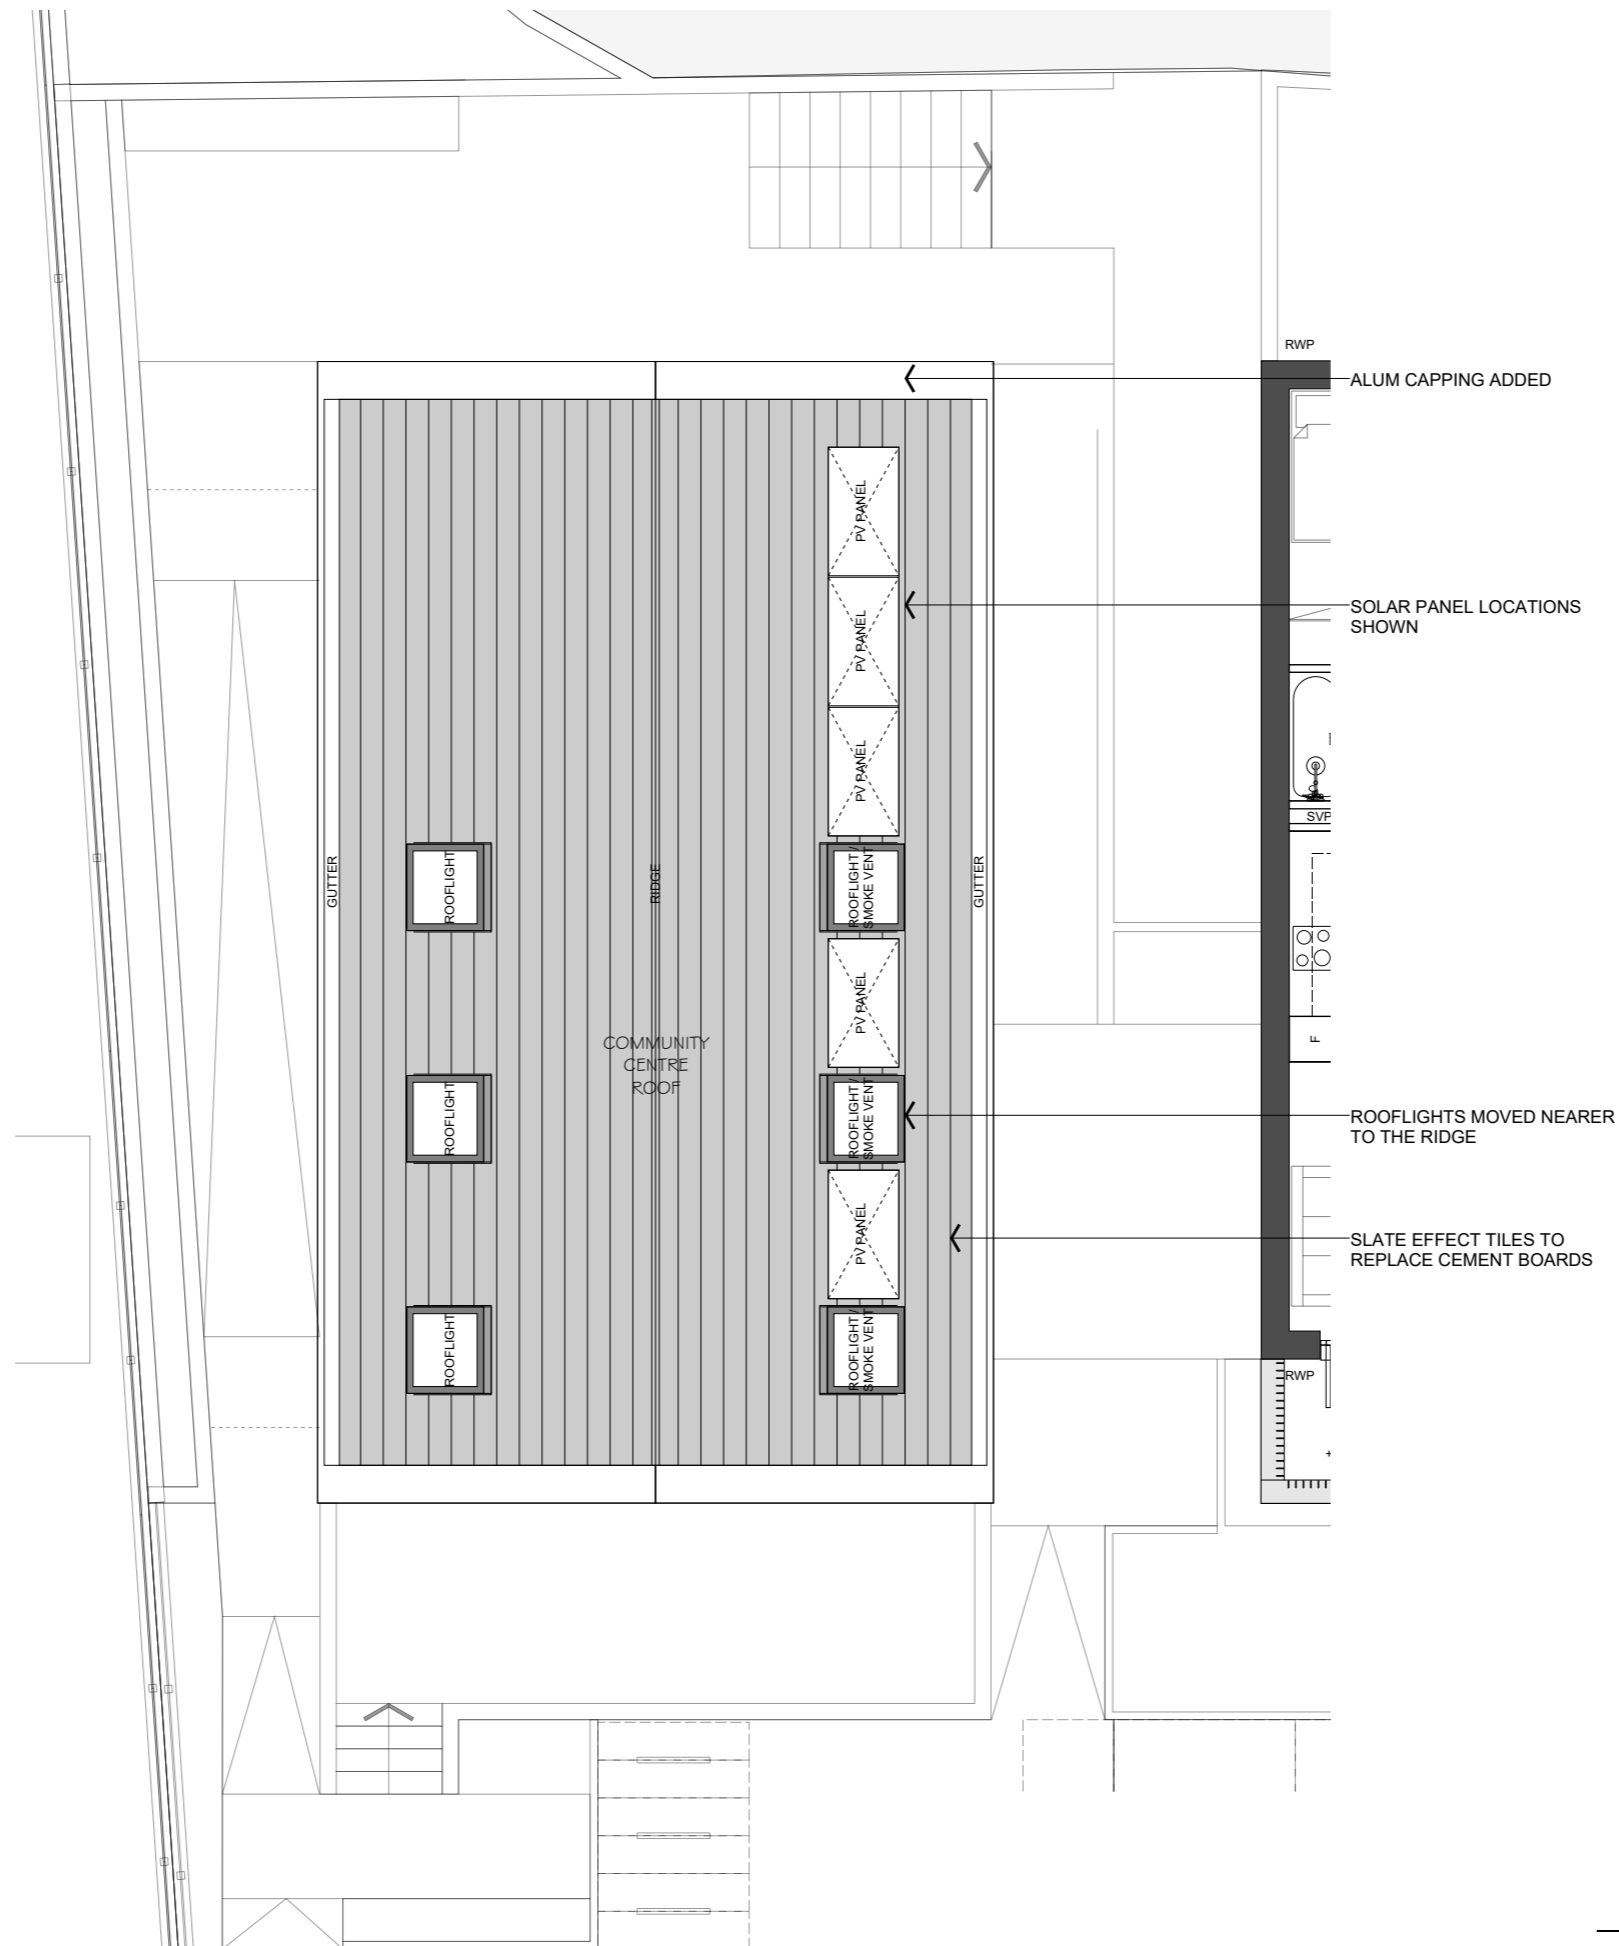 RWP
ALUM CAPPING ADDED
PV PANEL
SOLAR PANEL LOCATIONS
SHOWN
PV PANEL
PV PANEL
SVP
GUTTER
ROOFLIGHT
RIDGE
ROOFLIGHT /
SMOKE VENT
GUTTER
PV PANEL
F
COMMUNITY
CENTRE
ROOF
ROOFLIGHT
ROOFLIGHT /
SMOKE VENT
ROOFLIGHTS MOVED NEARER
TO THE RIDGE
PV PANEL
SLATE EFFECT TILES TO
REPLACE CEMENT BOARDS
ROOFLIGHT
ROOFLIGHT /
SMOKE VENT
RWP